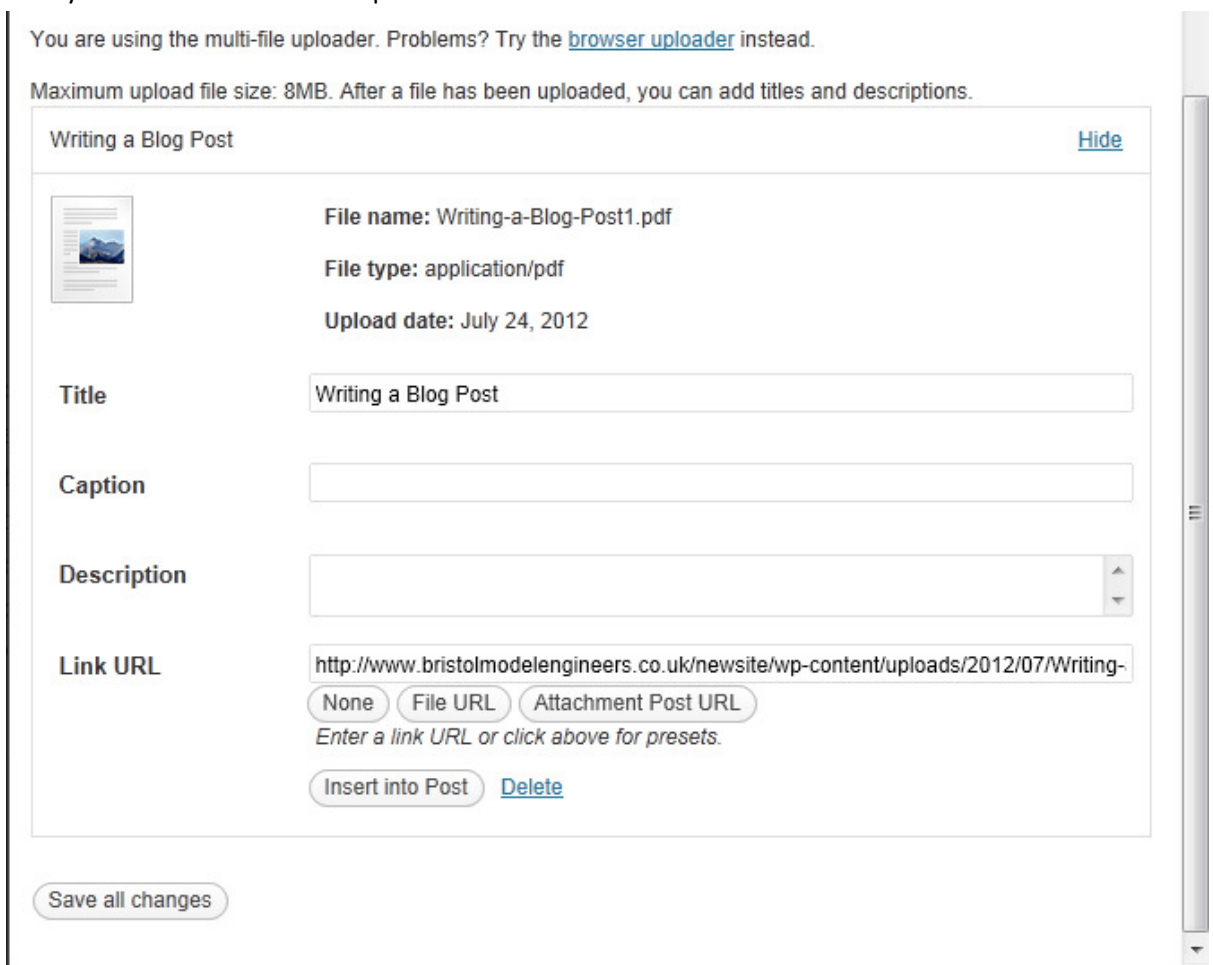 You are using the multi-file uploader. Problems? Try the browser uploader instead.
Maximum upload file size: 8MB. After a file has been uploaded, you can add titles and descriptions.
Writing a Blog Post Hide
File name: Writing-a-Blog-Post1.pdf
File type: application/pdf
Upload date: July 24, 2012
Title Writing a Blog Post
Caption
Description
Link URL http://www.bristolmodelengineers.co.uk/newsite/wp-content/uploads/2012/07/Writing-
None File URL Attachment Post URL
Enter a link URL or click above for presets.
Insert into Post Delete
Save all changes